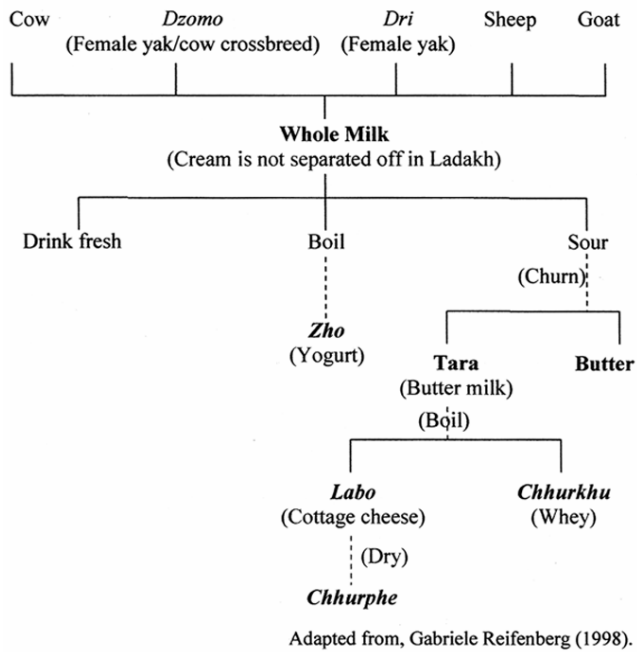 Cow Dzomo Dri Sheep Goat
(Female yak/cow crossbreed) (Female yak)
Whole Milk
(Cream is not separated off in Ladakh)
Drink fresh Boil Sour
(Churn)
Zho
(Yogurt)
Tara Butter
(Butter milk)
(Boil)
Labo Chhurkhu
(Cottage cheese) (Whey)
(Dry)
Chhurphe
Adapted from, Gabriele Reifenberg (1998).